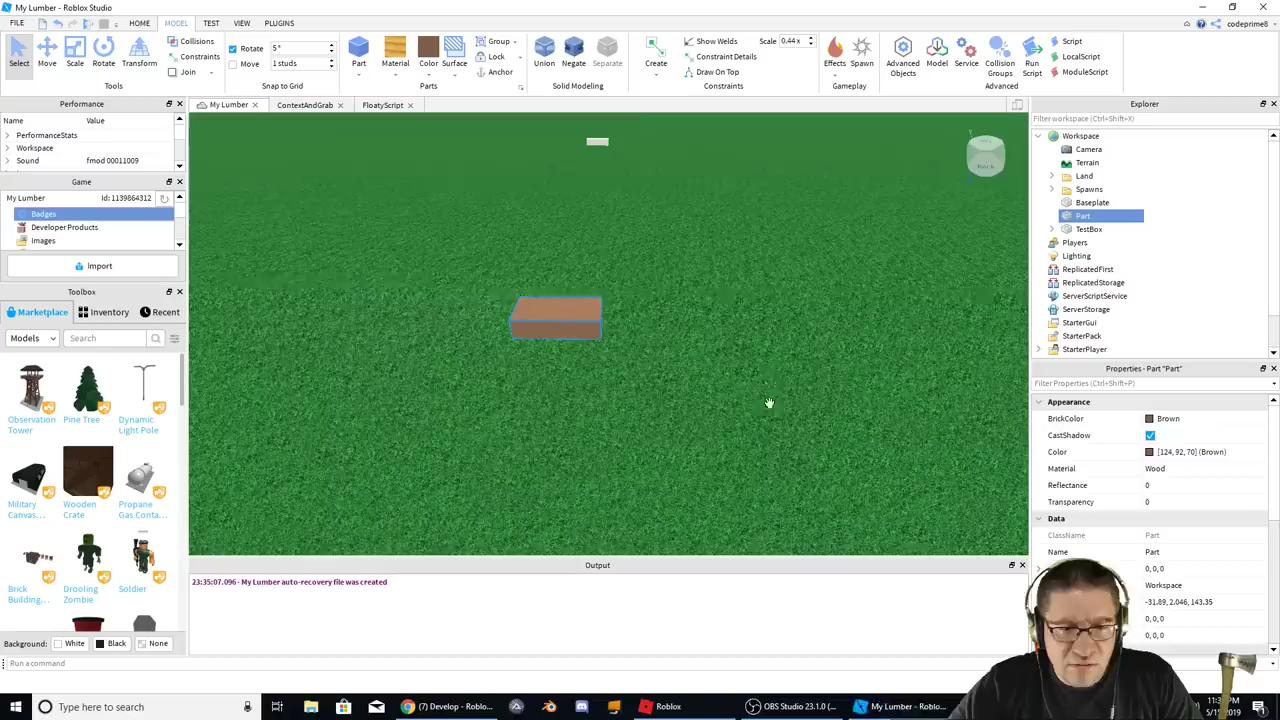 My Lumber - Roblox Studio
FILE HOME MODEL TEST VIEW PLUGINS codeprime8
Select Move Scale Rotate Transform
Collisions
Constraints
Join
Tools
Rotate 5 °
Move 1 studs
Snap to Grid
Part Material Color Surface
Group
Lock
Anchor
Parts
Union Negate Separate
Solid Modeling
Create
Show Welds Scale 0.44 x
Constraint Details
Draw On Top
Constraints
Effects Spawn
Gameplay
Advanced Objects Model Service Collision Groups Run Script
Script
LocalScript
ModuleScript
Advanced
Performance
Name Value
PerformanceStats
Workspace
Sound fmod 00011009
Game
My Lumber Id: 1139864312
Badges
Developer Products
Images
Import
Toolbox
Marketplace Inventory Recent
Models Search
Observation Tower
Pine Tree
Dynamic Light Pole
Military Canvas...
Wooden Crate
Propane Gas Conta...
Brick Building...
Drooling Zombie
Soldier
Background: White Black None
Run a command
My Lumber ContextAndGrab FloatyScript
Output
23:35:07.096 - My Lumber auto-recovery file was created
Explorer
Filter workspace (Ctrl+Shift+X)
Workspace
Camera
Terrain
Land
Spawns
Baseplate
Part
TestBox
Players
Lighting
ReplicatedFirst
ReplicatedStorage
ServerScriptService
ServerStorage
StarterGui
StarterPack
StarterPlayer
Properties - Part "Part"
Filter Properties (Ctrl+Shift+P)
Appearance
BrickColor Brown
CastShadow
Color [124, 92, 70] (Brown)
Material Wood
Reflectance 0
Transparency 0
Data
ClassName Part
Name Part
0, 0, 0
Workspace
-31.89, 2.046, 143.35
0, 0, 0
0, 0, 0
Type here to search
(7) Develop - Roblo...
Roblox
OBS Studio 23.1.0 (...
My Lumber - Roblox...